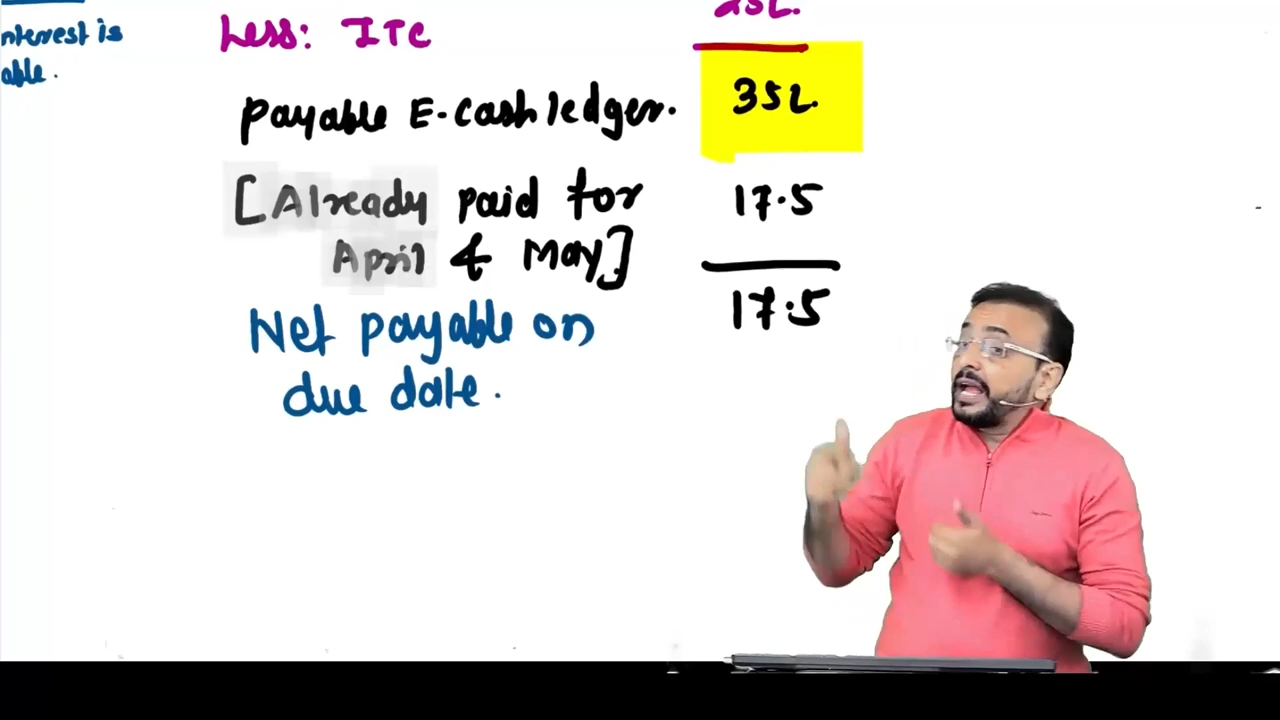 25L.
nterest is
able.
Less: ITC
Payable E-cash ledger. 35L.
[Already paid for 17.5
April & May]
17.5
Net payable on
due date.